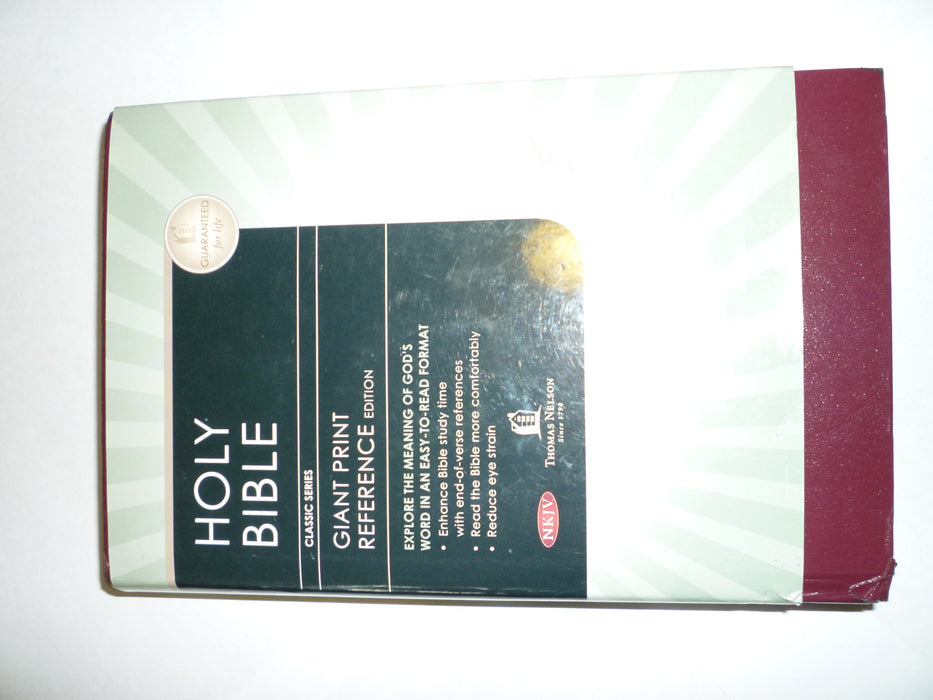 GUARANTEED
for life
HOLY
BIBLE
CLASSIC SERIES
GIANT PRINT
REFERENCE EDITION
EXPLORE THE MEANING OF GOD'S
WORD IN AN EASY-TO-READ FORMAT
• Enhance Bible study time
with end-of-verse references
• Read the Bible more comfortably
• Reduce eye strain
NKJV
THOMAS NELSON
Since 1798